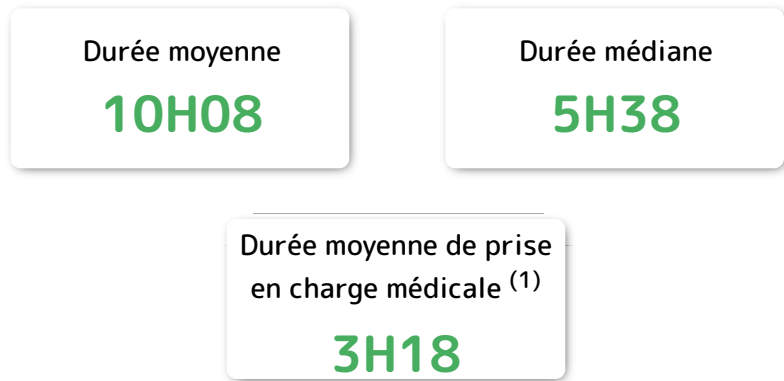 Durée moyenne
10H08
Durée médiane
5H38
Durée moyenne de prise
en charge médicale (1)
3H18